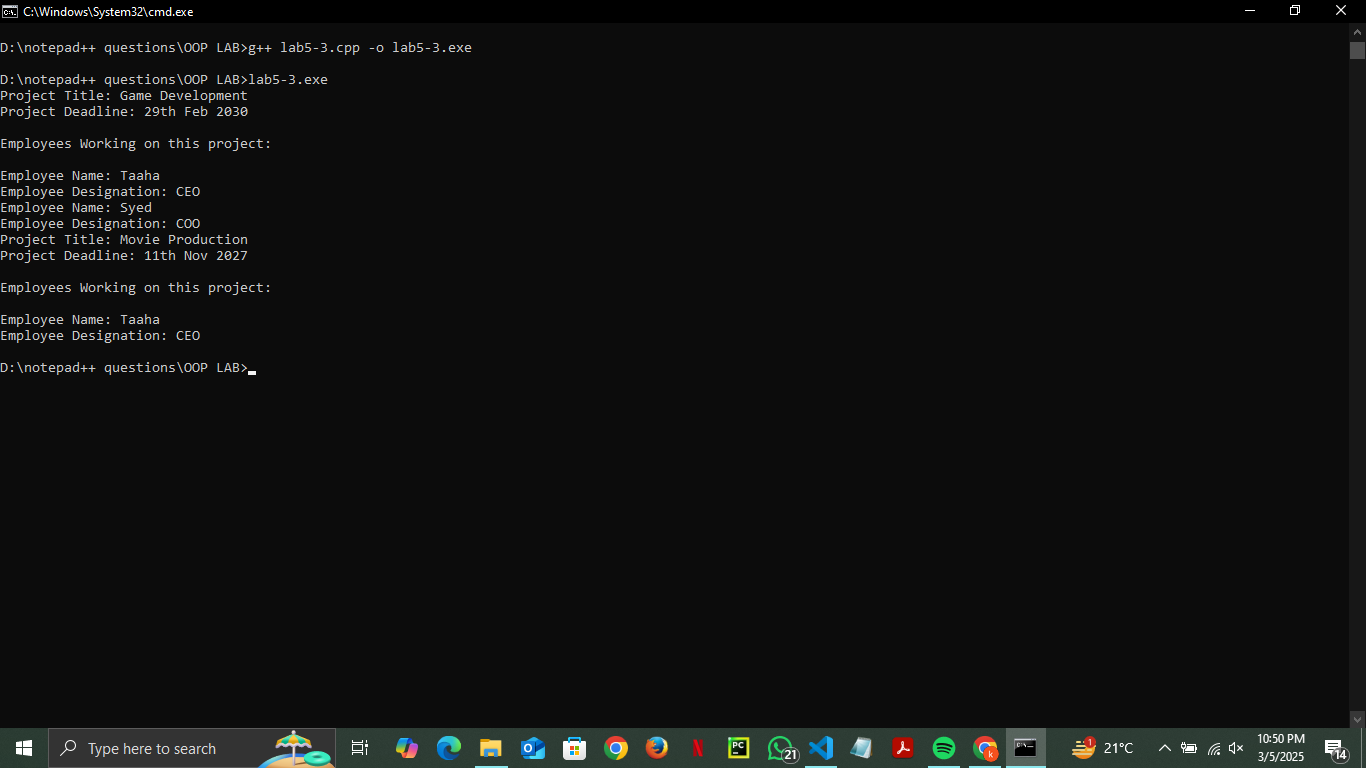 C:\Windows\System32\cmd.exe
D:\notepad++ questions\OOP LAB>g++ lab5-3.cpp -o lab5-3.exe
D:\notepad++ questions\OOP LAB>lab5-3.exe
Project Title: Game Development
Project Deadline: 29th Feb 2030
Employees Working on this project:
Employee Name: Taaha
Employee Designation: CEO
Employee Name: Syed
Employee Designation: COO
Project Title: Movie Production
Project Deadline: 11th Nov 2027
Employees Working on this project:
Employee Name: Taaha
Employee Designation: CEO
D:\notepad++ questions\OOP LAB>
Type here to search
PC
21
k
1
21°C
10:50 PM
3/5/2025
14